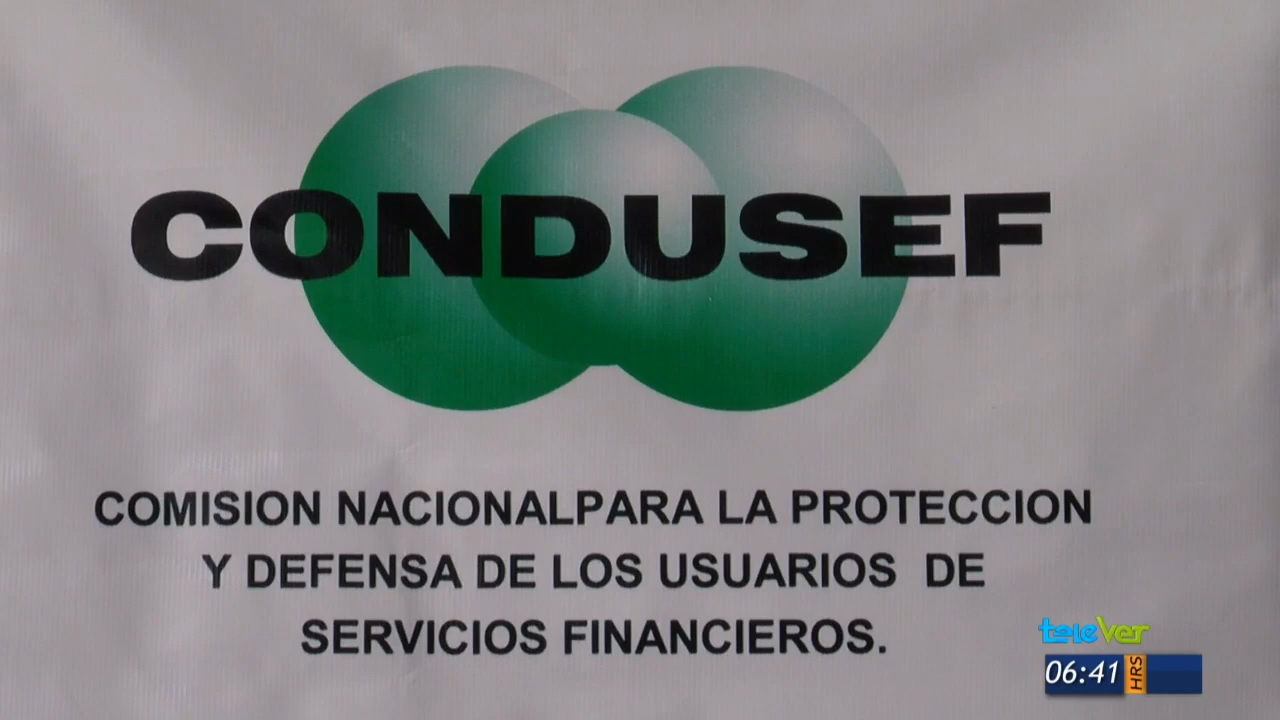 CONDUSEF
COMISION NACIONALPARA LA PROTECCION
Y DEFENSA DE LOS USUARIOS DE
SERVICIOS FINANCIEROS.
teleVer
06:41 HRS